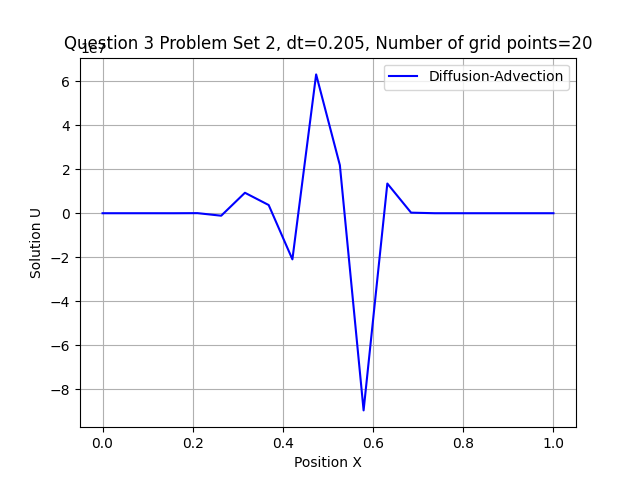 Question 3 Problem Set 2, dt=0.205, Number of grid points=20
1e7
Diffusion-Advection
6
4
2
0
−2
−4
−6
−8
Solution U
0.0 0.2 0.4 0.6 0.8 1.0
Position X